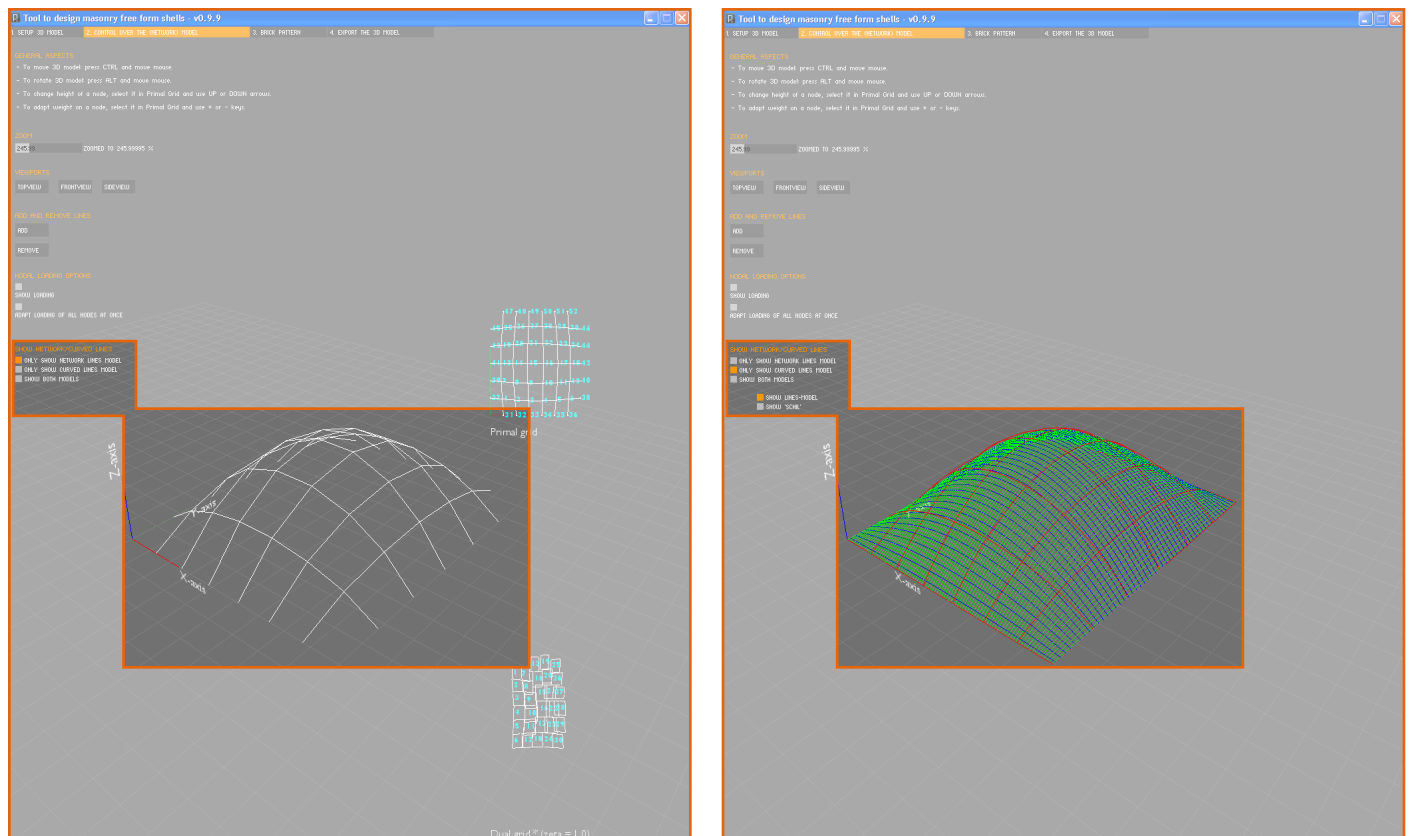 Tool to design masonry free form shells - v0.9.9
1. SETUP 3D MODEL 2. CONTROL OVER THE (NETWORK) MODEL 3. BRICK PATTERN 4. EXPORT THE 3D MODEL
GENERAL ASPECTS
- To move 3D model press CTRL and move mouse.
- To rotate 3D model press ALT and move mouse.
- To change height of a node, select it in Primal Grid and use UP or DOWN arrows.
- To adapt weight on a node, select it in Primal Grid and use + or - keys.
ZOOM
245.99 ZOOMED TO 245.99995 %
VIEWPORTS
TOPVIEW FRONTVIEW SIDEVIEW
ADD AND REMOVE LINES
ADD
REMOVE
NODAL LOADING OPTIONS
SHOW LOADING
ADAPT LOADING OF ALL NODES AT ONCE
SHOW NETWORK/CURVED LINES
ONLY SHOW NETWORK LINES MODEL
ONLY SHOW CURVED LINES MODEL
SHOW BOTH MODELS
Primal grid
Z-axis
Y-axis
X-axis
Dual grid* (zeta = 1.0)
Tool to design masonry free form shells - v0.9.9
1. SETUP 3D MODEL 2. CONTROL OVER THE (NETWORK) MODEL 3. BRICK PATTERN 4. EXPORT THE 3D MODEL
GENERAL ASPECTS
- To move 3D model press CTRL and move mouse.
- To rotate 3D model press ALT and move mouse.
- To change height of a node, select it in Primal Grid and use UP or DOWN arrows.
- To adapt weight on a node, select it in Primal Grid and use + or - keys.
ZOOM
245.99 ZOOMED TO 245.99995 %
VIEWPORTS
TOPVIEW FRONTVIEW SIDEVIEW
ADD AND REMOVE LINES
ADD
REMOVE
NODAL LOADING OPTIONS
SHOW LOADING
ADAPT LOADING OF ALL NODES AT ONCE
SHOW NETWORK/CURVED LINES
ONLY SHOW NETWORK LINES MODEL
ONLY SHOW CURVED LINES MODEL
SHOW BOTH MODELS
SHOW LINES-MODEL
SHOW 'SCHIL'
Z-axis
Y-axis
X-axis